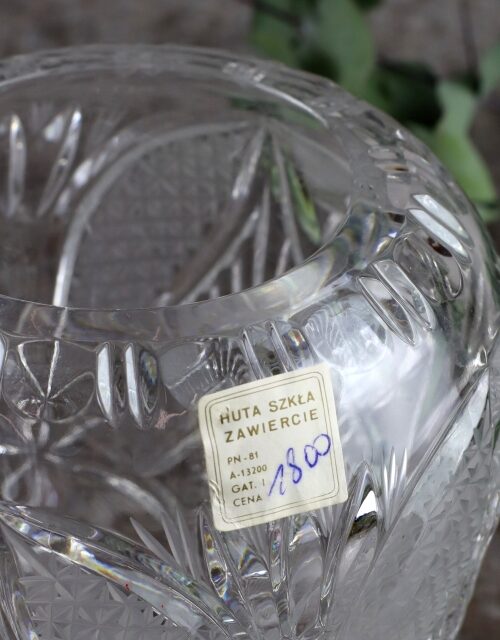 HUTA SZKŁA
ZAWIERCIE
PN-81
A-13200
GAT. I
CENA 1800